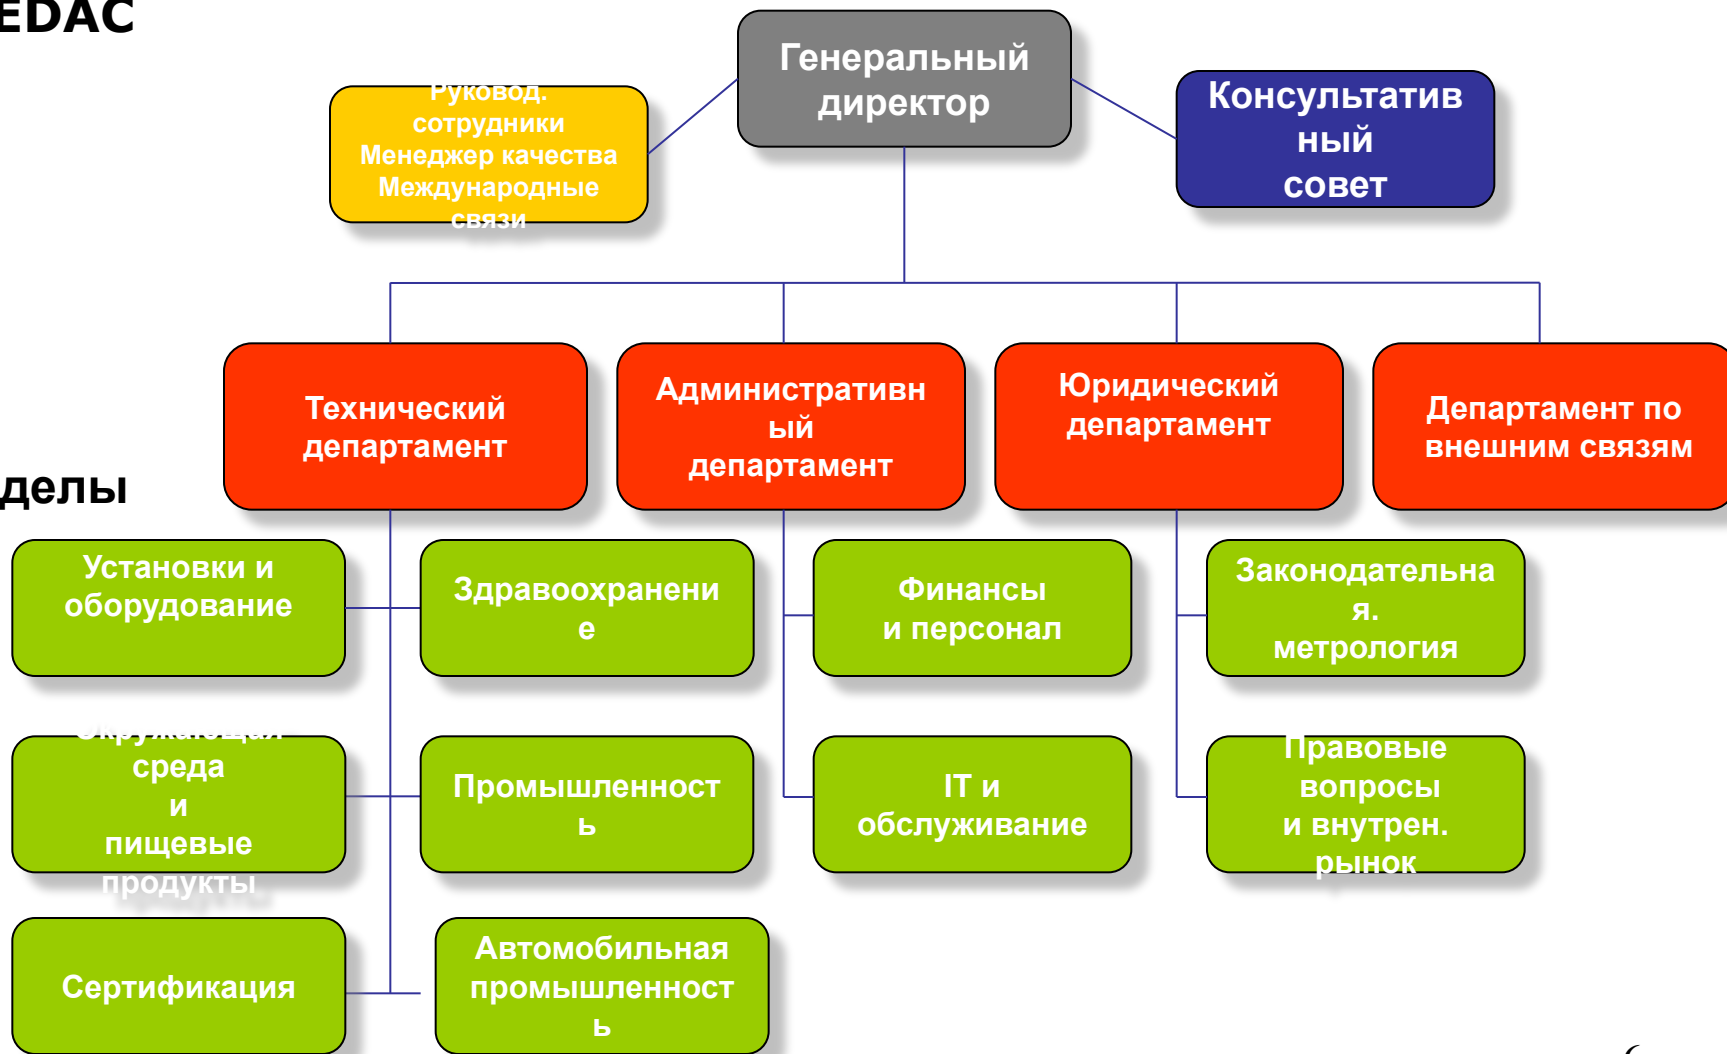 EDAC
Генеральный
директор
Руковод.
сотрудники
Менеджер качества
Международные
связи
Консультатив
ный
совет
Технический
департамент
Административн
ый
департамент
Юридический
департамент
Департамент по
внешним связям
делы
Установки и
оборудование
Здравоохранени
е
Финансы
и персонал
Законодательна
я.
метрология
Окружающая
среда
и
пищевые
продукты
Промышленност
ь
IT и
обслуживание
Правовые
вопросы
и внутрен.
рынок
Сертификация
Автомобильная
промышленност
ь